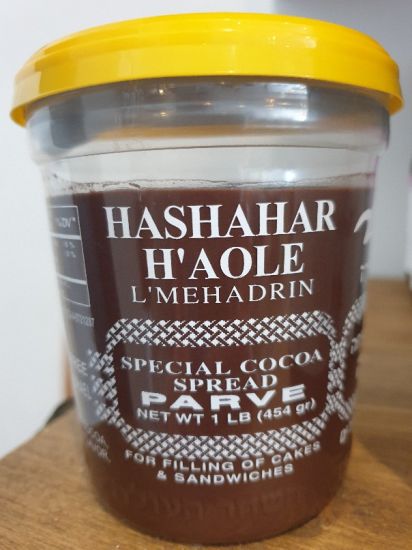 HASHAHAR
H'AOLE
L'MEHADRIN
SPECIAL COCOA
SPREAD
PARVE
NET WT 1 LB (454 gr)
FOR FILLING OF CAKES
& SANDWICHES